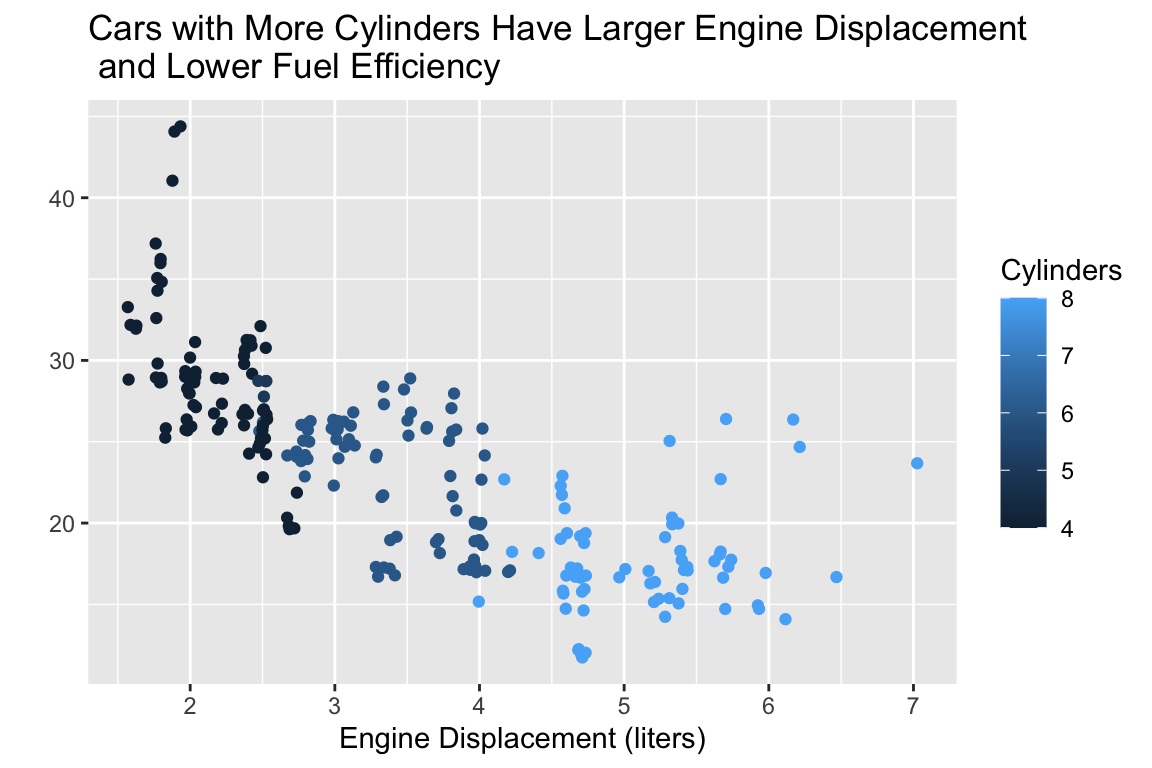 Cars with More Cylinders Have Larger Engine Displacement
and Lower Fuel Efficiency
40
30
20
2 3 4 5 6 7
Engine Displacement (liters)
Cylinders
8
7
6
5
4